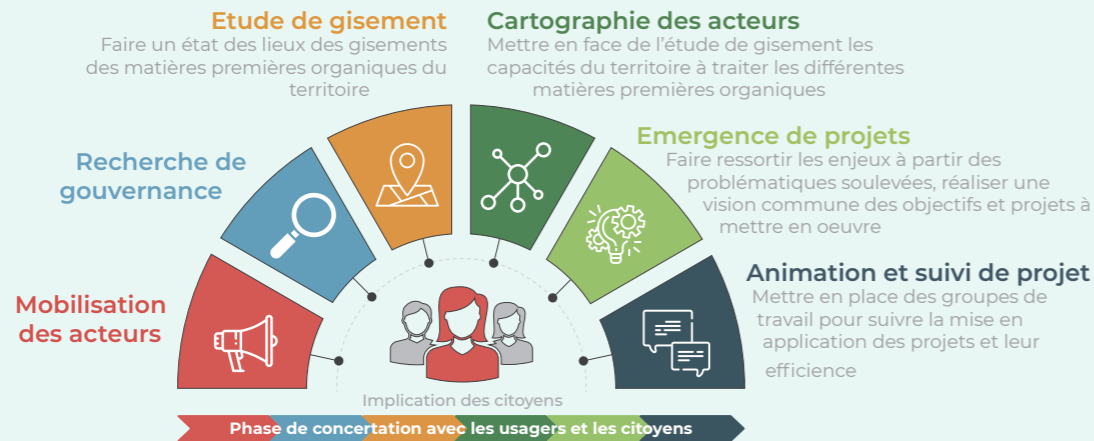 Mobilisation
des acteurs
Recherche de
gouvernance
Etude de gisement
Faire un état des lieux des gisements
des matières premières organiques du
territoire
Cartographie des acteurs
Mettre en face de l'étude de gisement les
capacités du territoire à traiter les différentes
matières premières organiques
Emergence de projets
Faire ressortir les enjeux à partir des
problématiques soulevées, réaliser une
vision commune des objectifs et projets à
mettre en oeuvre
Animation et suivi de projet
Mettre en place des groupes de
travail pour suivre la mise en
application des projets et leur
efficience
Implication des citoyens
Phase de concertation avec les usagers et les citoyens